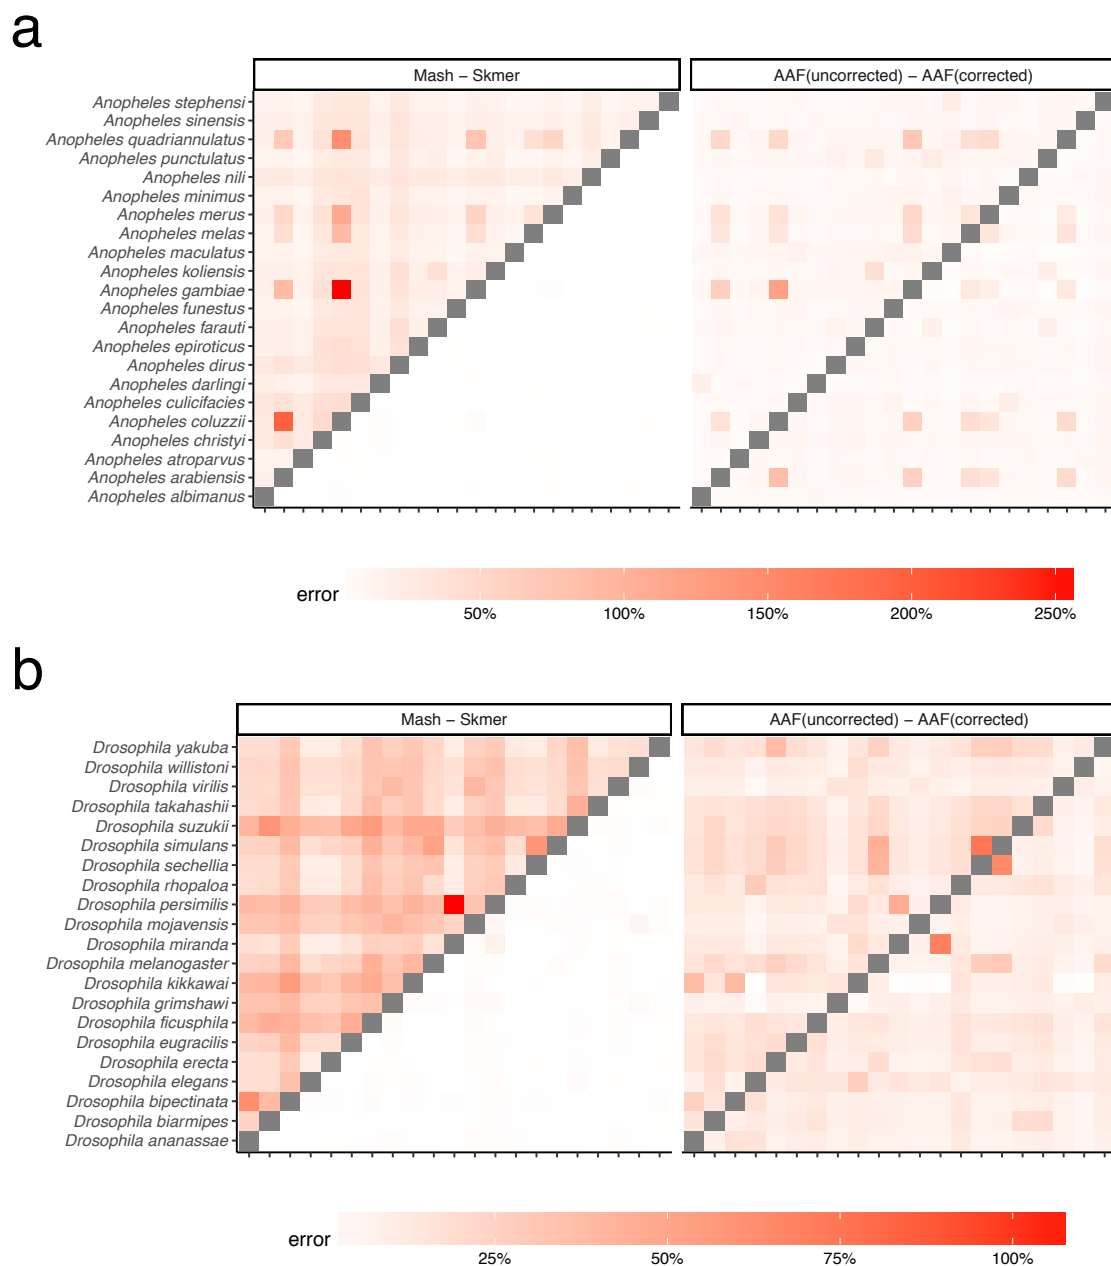 a
Mash − Skmer
AAF(uncorrected) − AAF(corrected)
Anopheles stephensi
Anopheles sinensis
Anopheles quadriannulatus
Anopheles punctulatus
Anopheles nili
Anopheles minimus
Anopheles merus
Anopheles melas
Anopheles maculatus
Anopheles koliensis
Anopheles gambiae
Anopheles funestus
Anopheles farauti
Anopheles epiroticus
Anopheles dirus
Anopheles darlingi
Anopheles culicifacies
Anopheles coluzzii
Anopheles christyi
Anopheles atroparvus
Anopheles arabiensis
Anopheles albimanus
error
50% 100% 150% 200% 250%
b
Mash − Skmer
AAF(uncorrected) − AAF(corrected)
Drosophila yakuba
Drosophila willistoni
Drosophila virilis
Drosophila takahashii
Drosophila suzukii
Drosophila simulans
Drosophila sechellia
Drosophila rhopaloa
Drosophila persimilis
Drosophila mojavensis
Drosophila miranda
Drosophila melanogaster
Drosophila kikkawai
Drosophila grimshawi
Drosophila ficusphila
Drosophila eugracilis
Drosophila erecta
Drosophila elegans
Drosophila bipectinata
Drosophila biarmipes
Drosophila ananassae
error
25% 50% 75% 100%